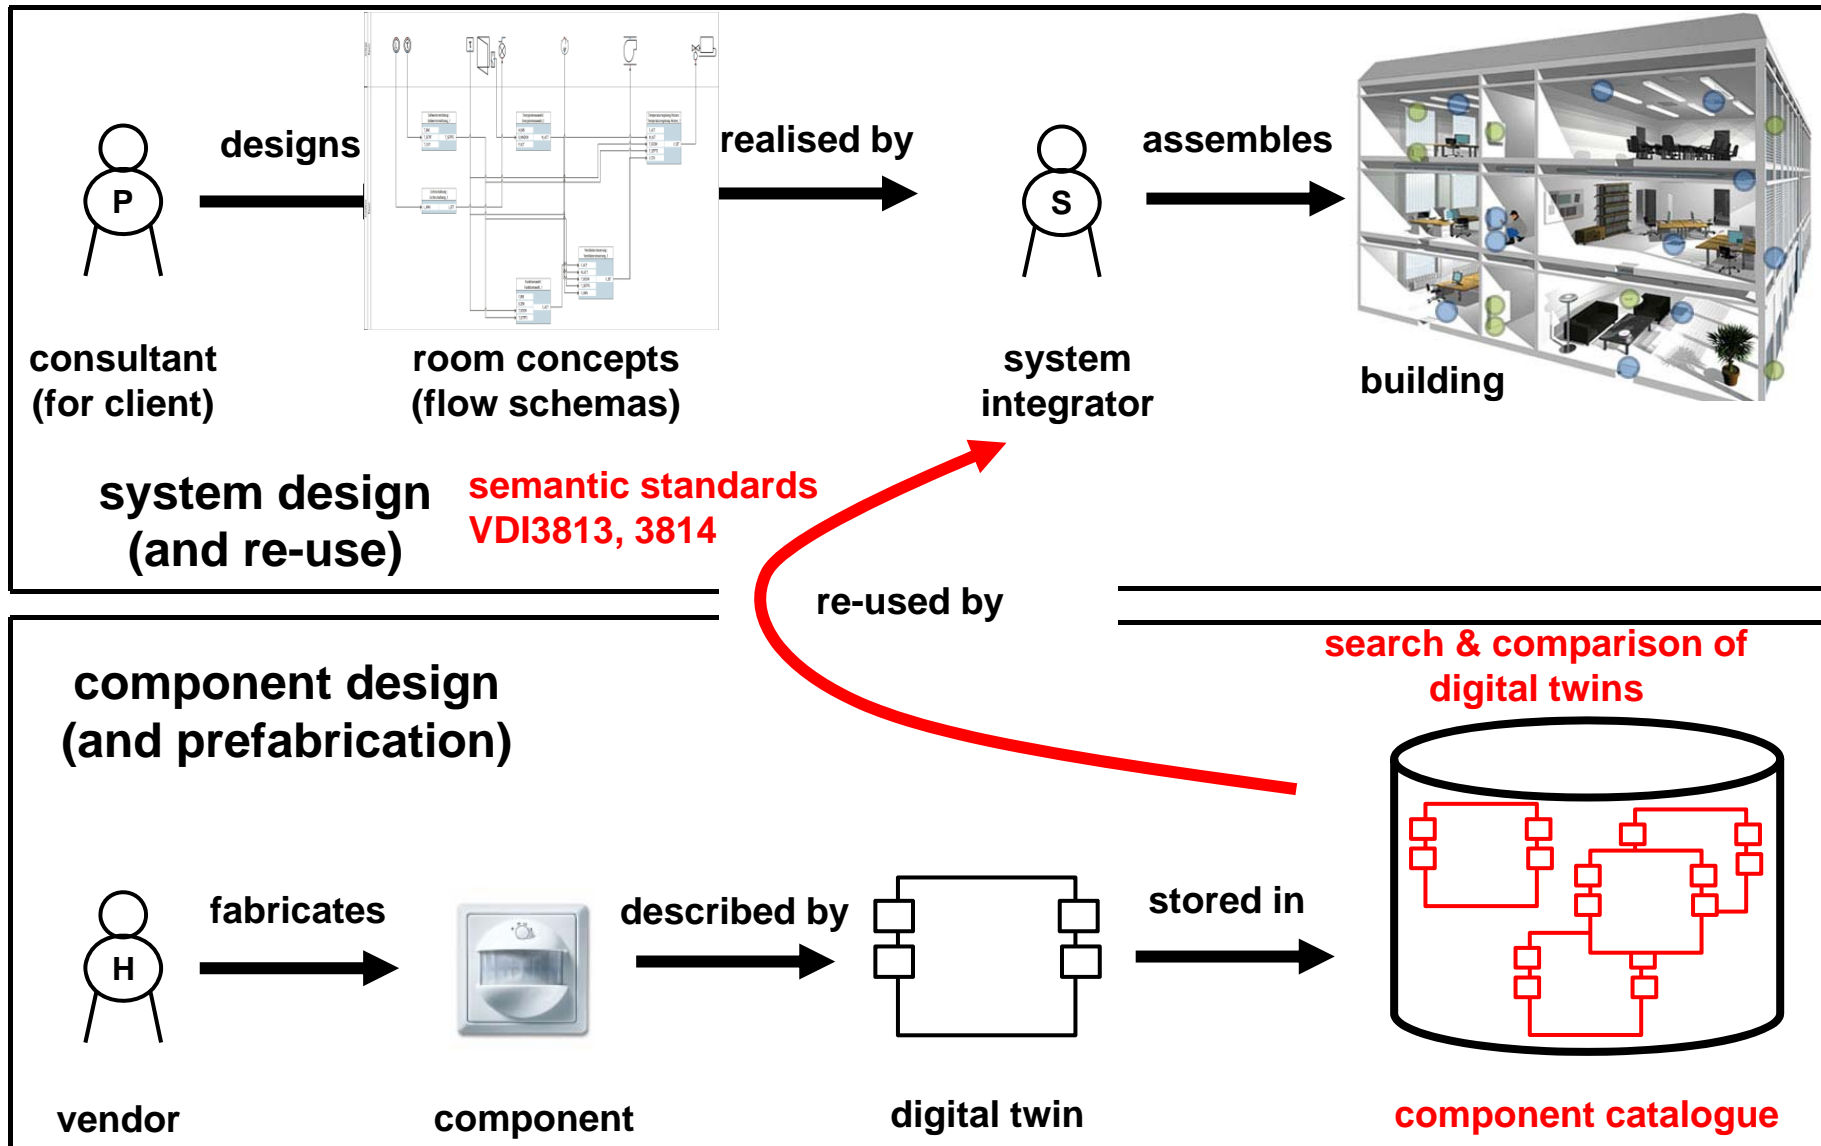 designs
realised by
assembles
P
S
consultant
(for client)
room concepts
(flow schemas)
system
integrator
building
system design
(and re-use)
semantic standards
VDI3813, 3814
re-used by
component design
(and prefabrication)
search & comparison of
digital twins
fabricates
described by
stored in
H
vendor
component
digital twin
component catalogue